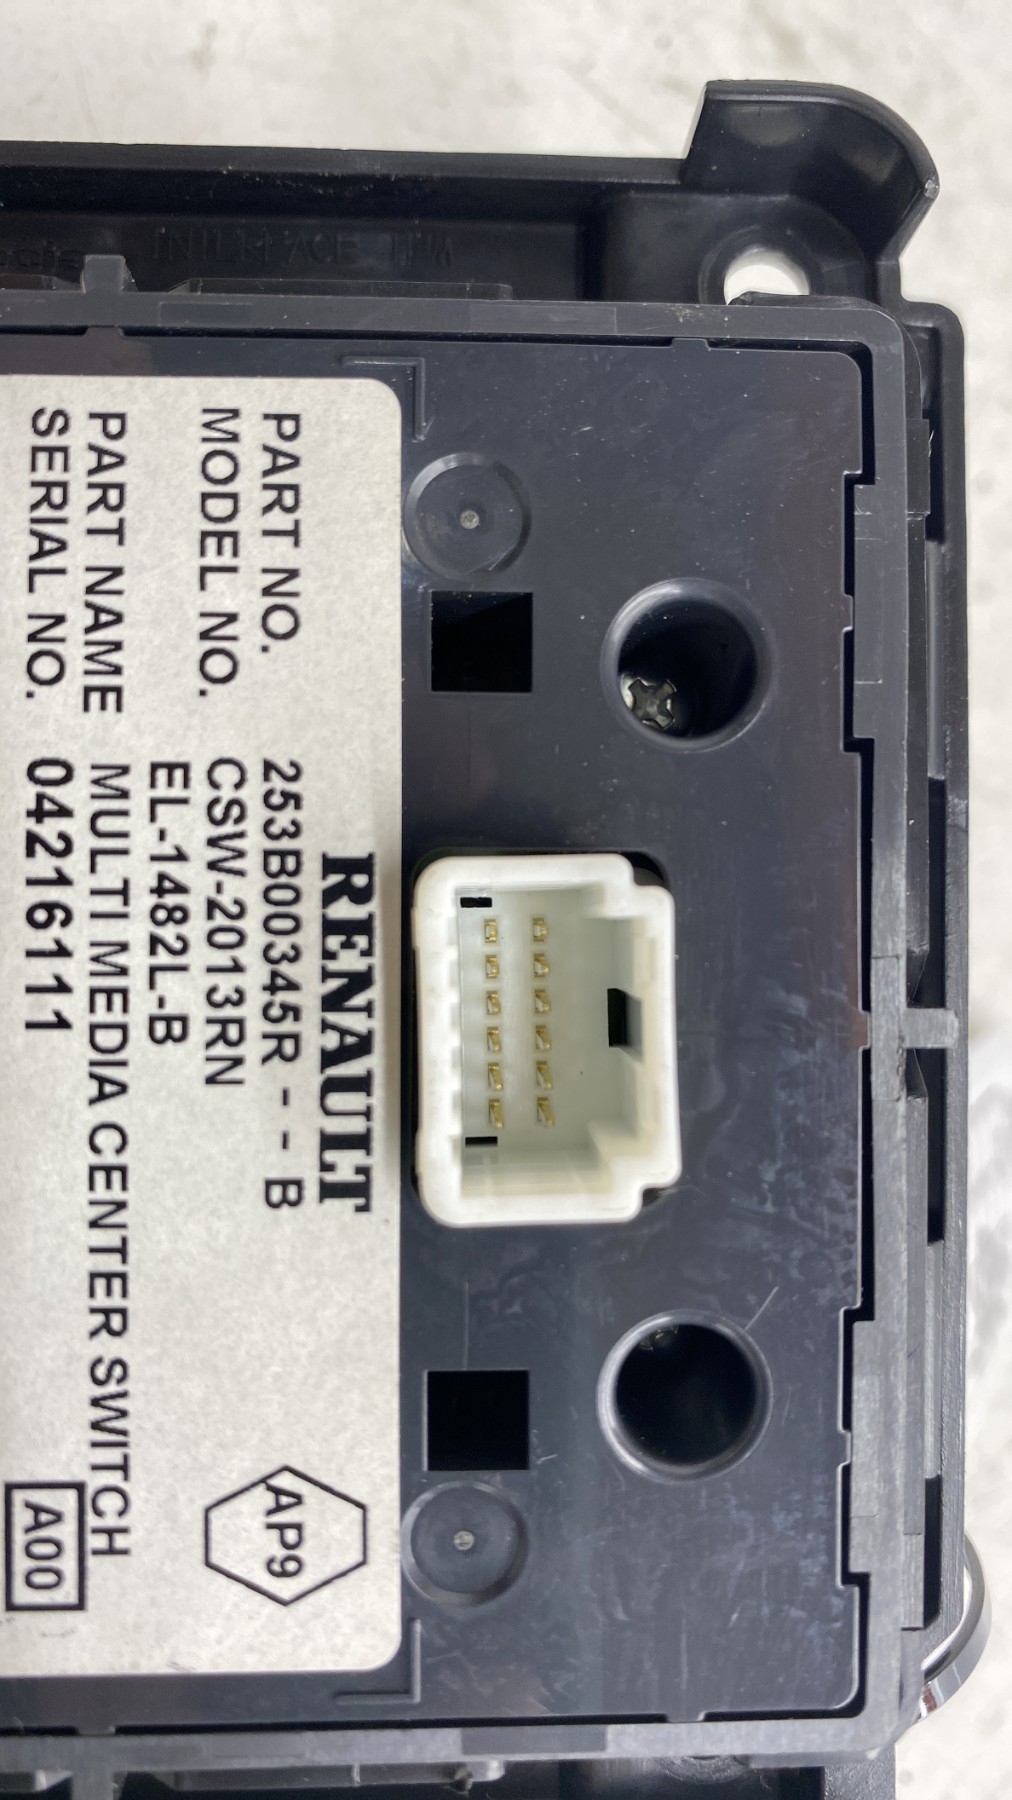 RENAULT
PART NO. 253B00345R - - B
MODEL NO. CSW-2013RN
EL-1482L-B
PART NAME MULTI MEDIA CENTER SWITCH
SERIAL NO. 04216111
AP9
A00
INTERFACE